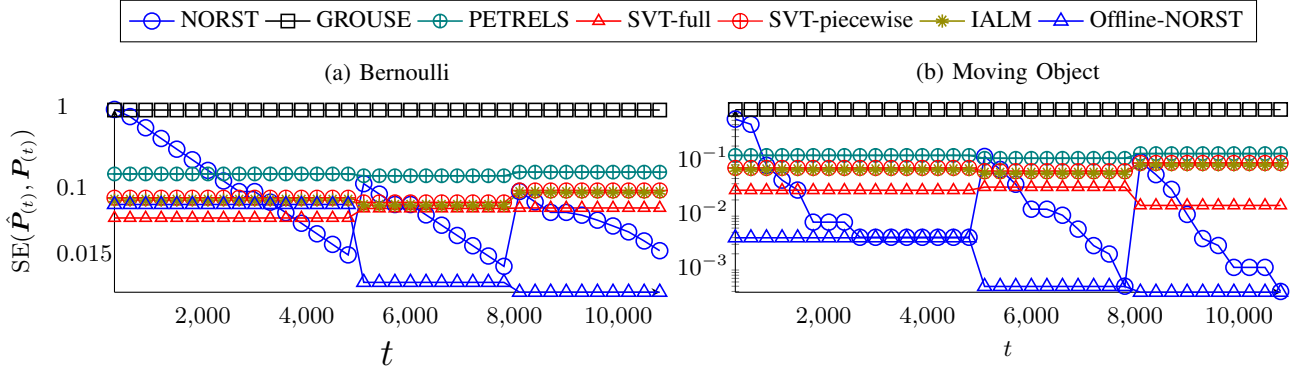 NORST GROUSE PETRELS SVT-full SVT-piecewise IALM Offline-NORST
(a) Bernoulli
(b) Moving Object
SE(P̂₍ₜ₎, P₍ₜ₎)
1
0.1
0.015
2,000 4,000 6,000 8,000 10,000
t
10⁻¹
10⁻²
10⁻³
2,000 4,000 6,000 8,000 10,000
t